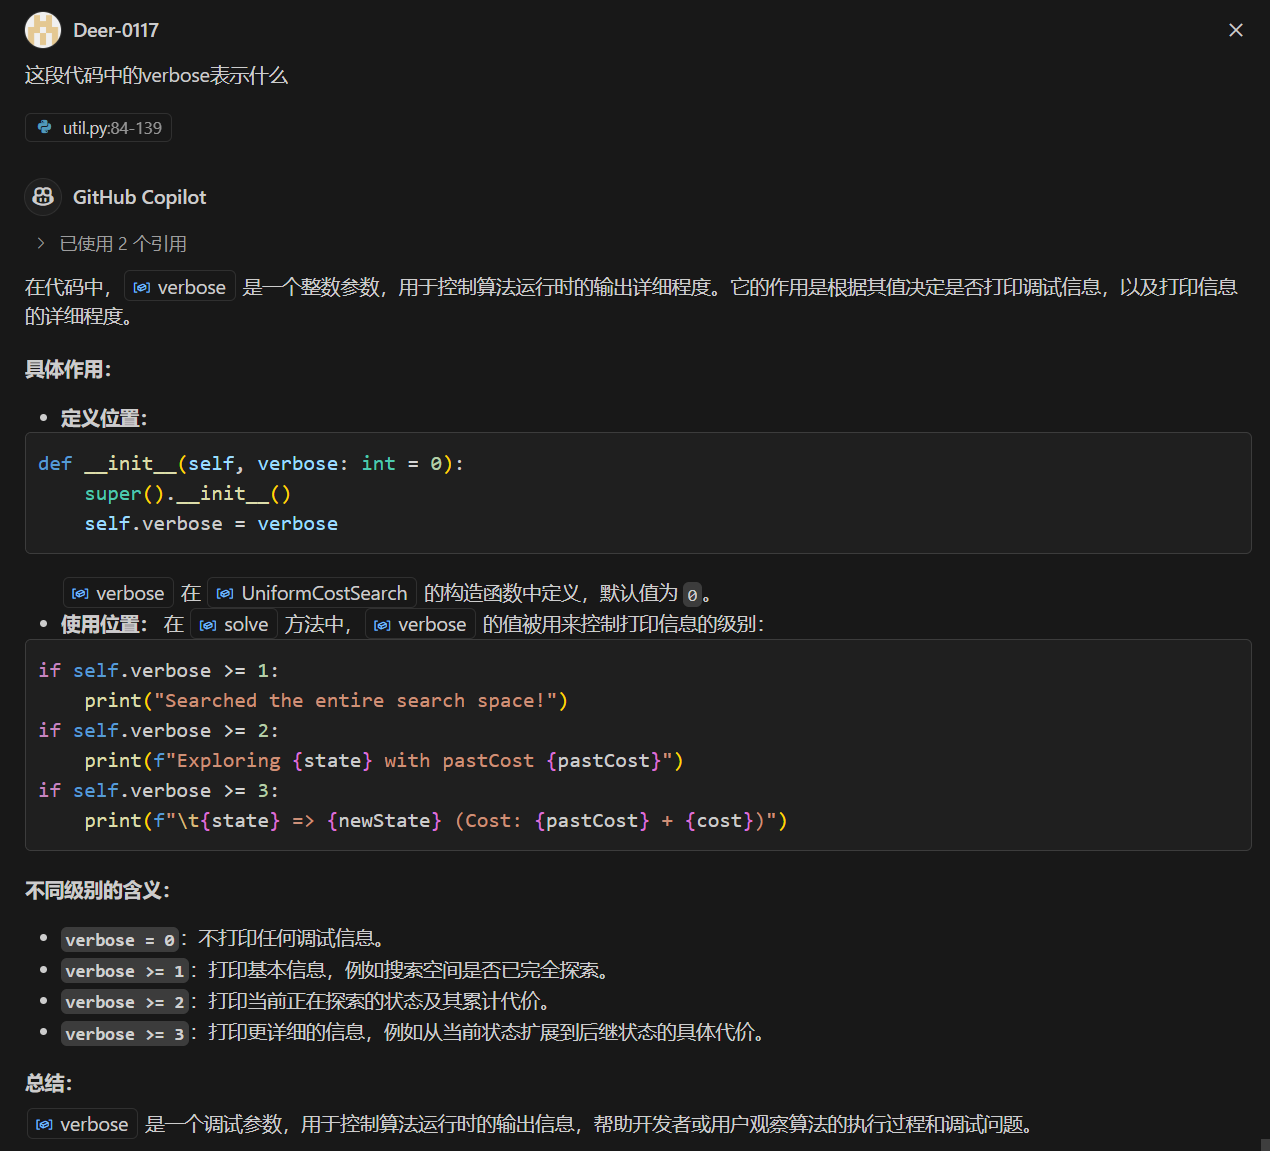 Deer-0117
这段代码中的verbose表示什么
util.py:84-139
GitHub Copilot
已使用 2 个引用
在代码中， verbose 是一个整数参数，用于控制算法运行时的输出详细程度。它的作用是根据其值决定是否打印调试信息，以及打印信息
的详细程度。
具体作用：
• 定义位置：
def __init__(self, verbose: int = 0):
    super().__init__()
    self.verbose = verbose
verbose 在 UniformCostSearch 的构造函数中定义，默认值为 0 。
• 使用位置： 在 solve 方法中， verbose 的值被用来控制打印信息的级别：
if self.verbose >= 1:
    print("Searched the entire search space!")
if self.verbose >= 2:
    print(f"Exploring {state} with pastCost {pastCost}")
if self.verbose >= 3:
    print(f"\t{state} => {newState} (Cost: {pastCost} + {cost})")
不同级别的含义：
• verbose = 0 ：不打印任何调试信息。
• verbose >= 1 ：打印基本信息，例如搜索空间是否已完全探索。
• verbose >= 2 ：打印当前正在探索的状态及其累计代价。
• verbose >= 3 ：打印更详细的信息，例如从当前状态扩展到后继状态的具体代价。
总结：
verbose 是一个调试参数，用于控制算法运行时的输出信息，帮助开发者或用户观察算法的执行过程和调试问题。